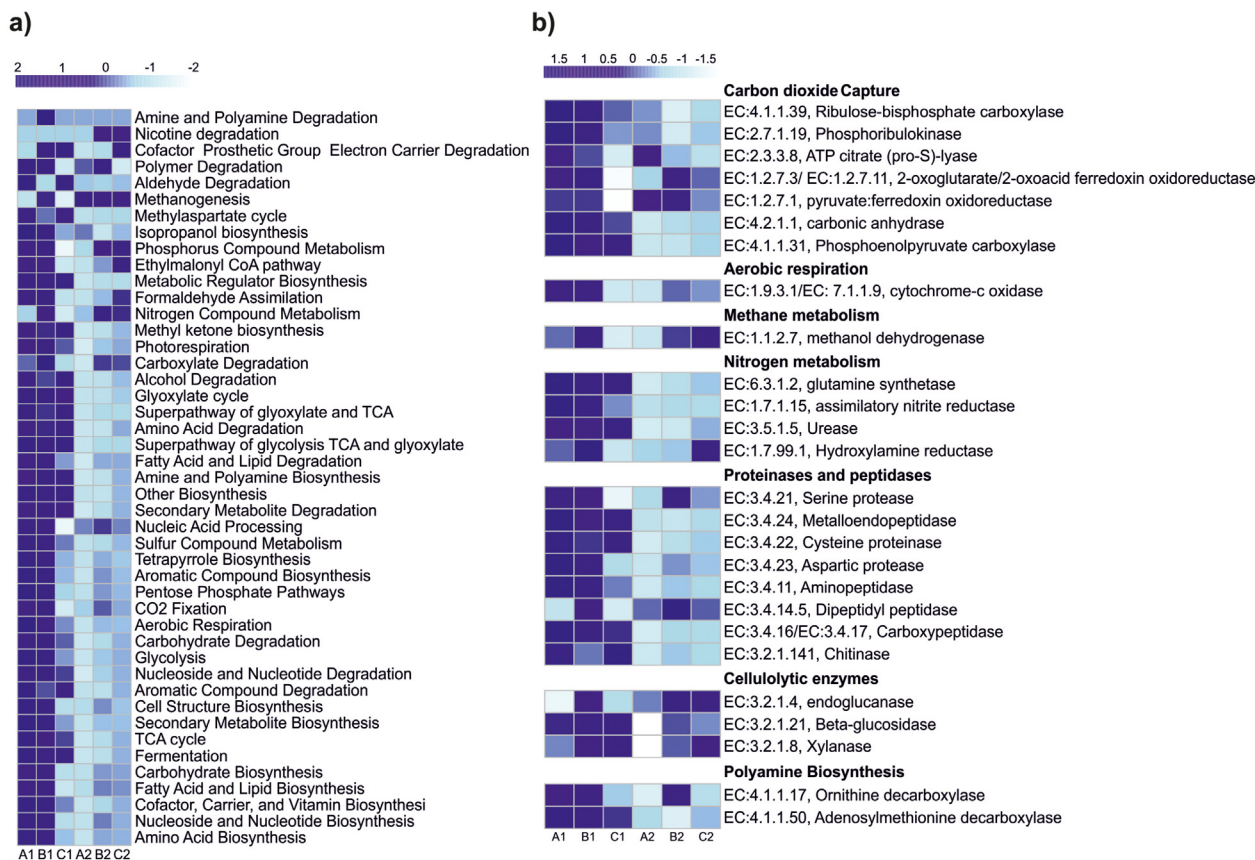 a)
2 1 0 -1 -2
Amine and Polyamine Degradation
Nicotine degradation
Cofactor Prosthetic Group Electron Carrier Degradation
Polymer Degradation
Aldehyde Degradation
Methanogenesis
Methylaspartate cycle
Isopropanol biosynthesis
Phosphorus Compound Metabolism
Ethylmalonyl CoA pathway
Metabolic Regulator Biosynthesis
Formaldehyde Assimilation
Nitrogen Compound Metabolism
Methyl ketone biosynthesis
Photorespiration
Carboxylate Degradation
Alcohol Degradation
Glyoxylate cycle
Superpathway of glyoxylate and TCA
Amino Acid Degradation
Superpathway of glycolysis TCA and glyoxylate
Fatty Acid and Lipid Degradation
Amine and Polyamine Biosynthesis
Other Biosynthesis
Secondary Metabolite Degradation
Nucleic Acid Processing
Sulfur Compound Metabolism
Tetrapyrrole Biosynthesis
Aromatic Compound Biosynthesis
Pentose Phosphate Pathways
CO2 Fixation
Aerobic Respiration
Carbohydrate Degradation
Glycolysis
Nucleoside and Nucleotide Degradation
Aromatic Compound Degradation
Cell Structure Biosynthesis
Secondary Metabolite Biosynthesis
TCA cycle
Fermentation
Carbohydrate Biosynthesis
Fatty Acid and Lipid Biosynthesis
Cofactor, Carrier, and Vitamin Biosynthesi
Nucleoside and Nucleotide Biosynthesis
Amino Acid Biosynthesis
A1 B1 C1 A2 B2 C2
b)
1.5 1 0.5 0 -0.5 -1 -1.5
Carbon dioxide Capture
EC:4.1.1.39, Ribulose-bisphosphate carboxylase
EC:2.7.1.19, Phosphoribulokinase
EC:2.3.3.8, ATP citrate (pro-S)-lyase
EC:1.2.7.3/ EC:1.2.7.11, 2-oxoglutarate/2-oxoacid ferredoxin oxidoreductase
EC:1.2.7.1, pyruvate:ferredoxin oxidoreductase
EC:4.2.1.1, carbonic anhydrase
EC:4.1.1.31, Phosphoenolpyruvate carboxylase
Aerobic respiration
EC:1.9.3.1/EC: 7.1.1.9, cytochrome-c oxidase
Methane metabolism
EC:1.1.2.7, methanol dehydrogenase
Nitrogen metabolism
EC:6.3.1.2, glutamine synthetase
EC:1.7.1.15, assimilatory nitrite reductase
EC:3.5.1.5, Urease
EC:1.7.99.1, Hydroxylamine reductase
Proteinases and peptidases
EC:3.4.21, Serine protease
EC:3.4.24, Metalloendopeptidase
EC:3.4.22, Cysteine proteinase
EC:3.4.23, Aspartic protease
EC:3.4.11, Aminopeptidase
EC:3.4.14.5, Dipeptidyl peptidase
EC:3.4.16/EC:3.4.17, Carboxypeptidase
EC:3.2.1.141, Chitinase
Cellulolytic enzymes
EC:3.2.1.4, endoglucanase
EC:3.2.1.21, Beta-glucosidase
EC:3.2.1.8, Xylanase
Polyamine Biosynthesis
EC:4.1.1.17, Ornithine decarboxylase
EC:4.1.1.50, Adenosylmethionine decarboxylase
A1 B1 C1 A2 B2 C2